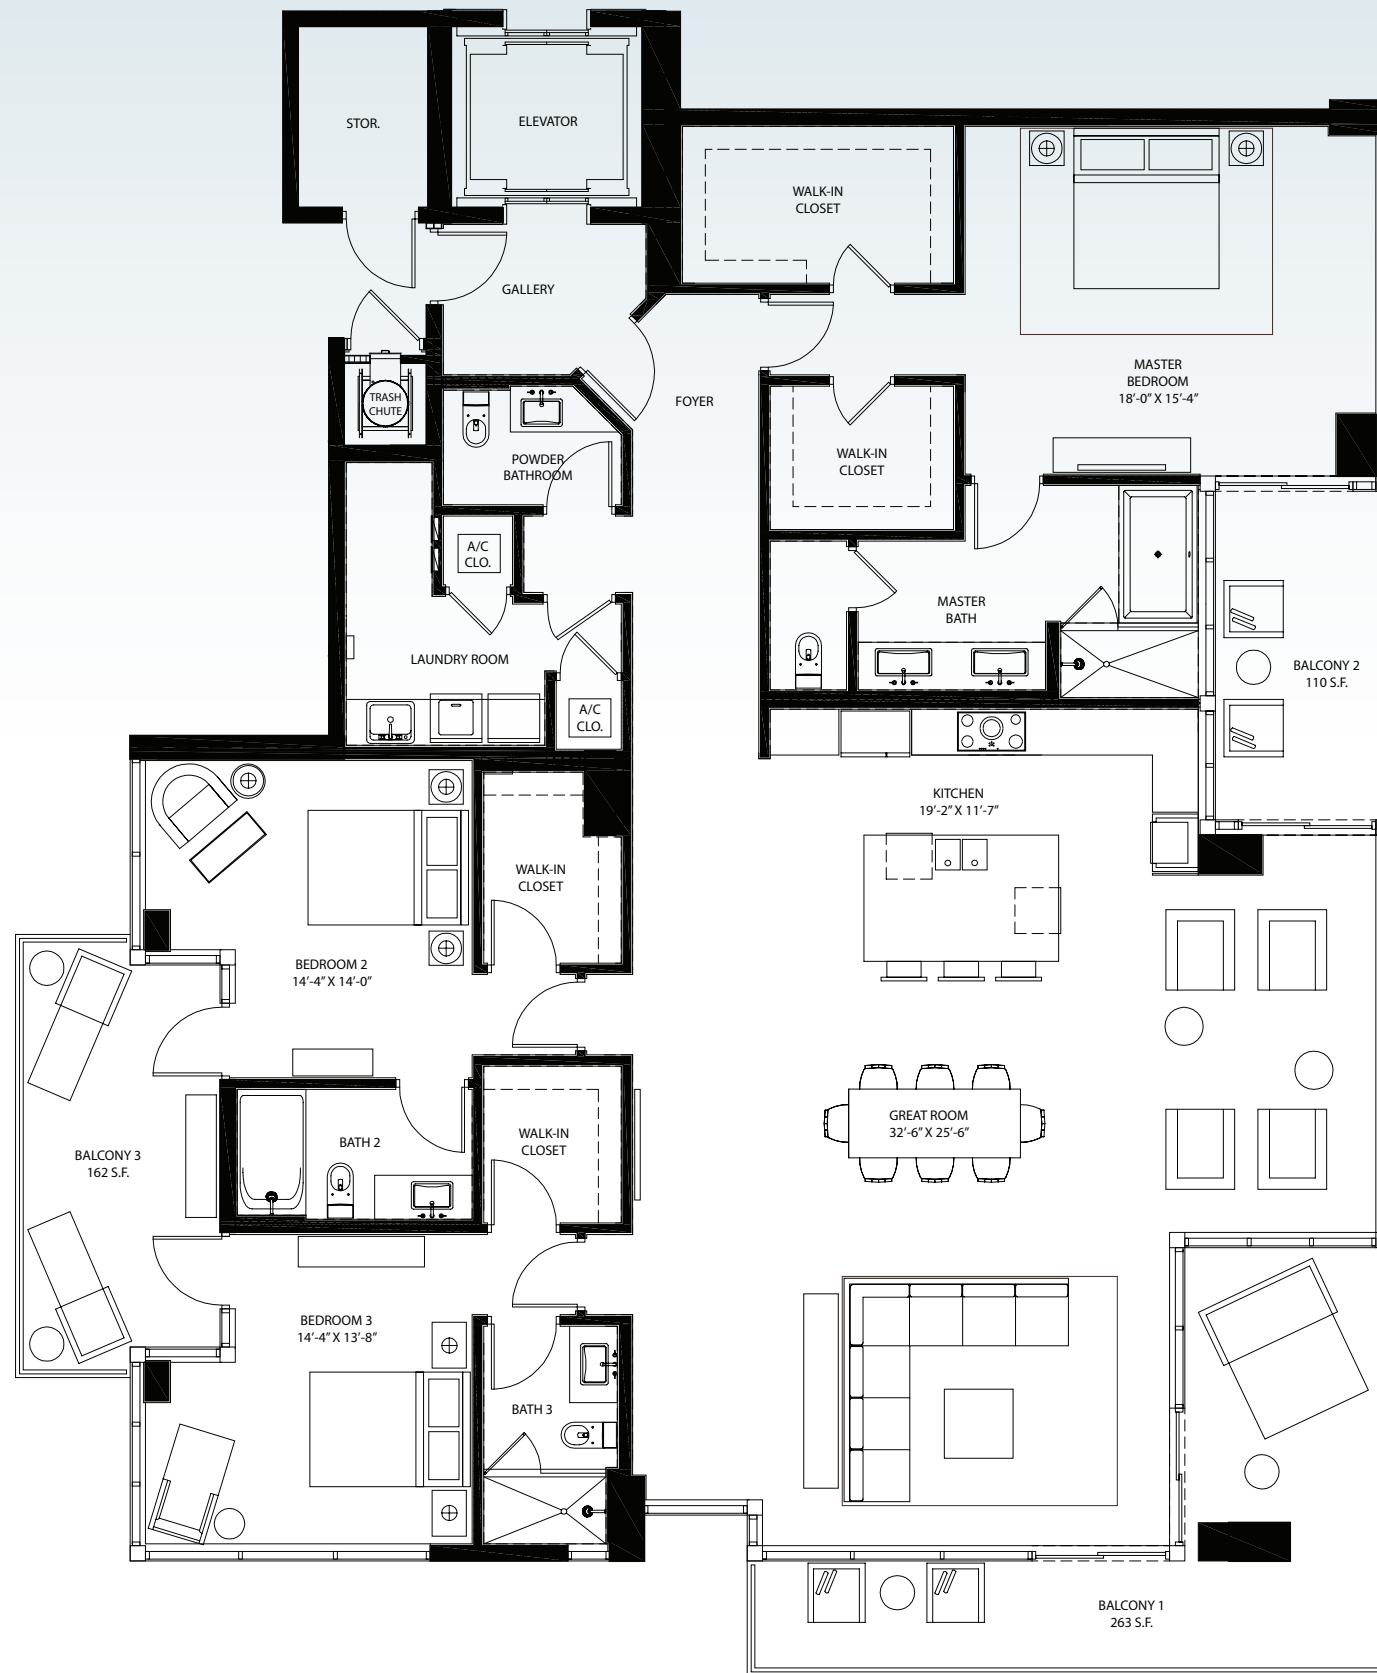 STOR.
ELEVATOR
WALK-IN
CLOSET
GALLERY
MASTER
BEDROOM
18'-0" X 15'-4"
TRASH
CHUTE
FOYER
POWDER
BATHROOM
WALK-IN
CLOSET
A/C
CLO.
MASTER
BATH
LAUNDRY ROOM
BALCONY 2
110 S.F.
A/C
CLO.
KITCHEN
19'-2" X 11'-7"
WALK-IN
CLOSET
BEDROOM 2
14'-4" X 14'-0"
GREAT ROOM
32'-6" X 25'-6"
BATH 2
WALK-IN
CLOSET
BALCONY 3
162 S.F.
BEDROOM 3
14'-4" X 13'-8"
BATH 3
BALCONY 1
263 S.F.